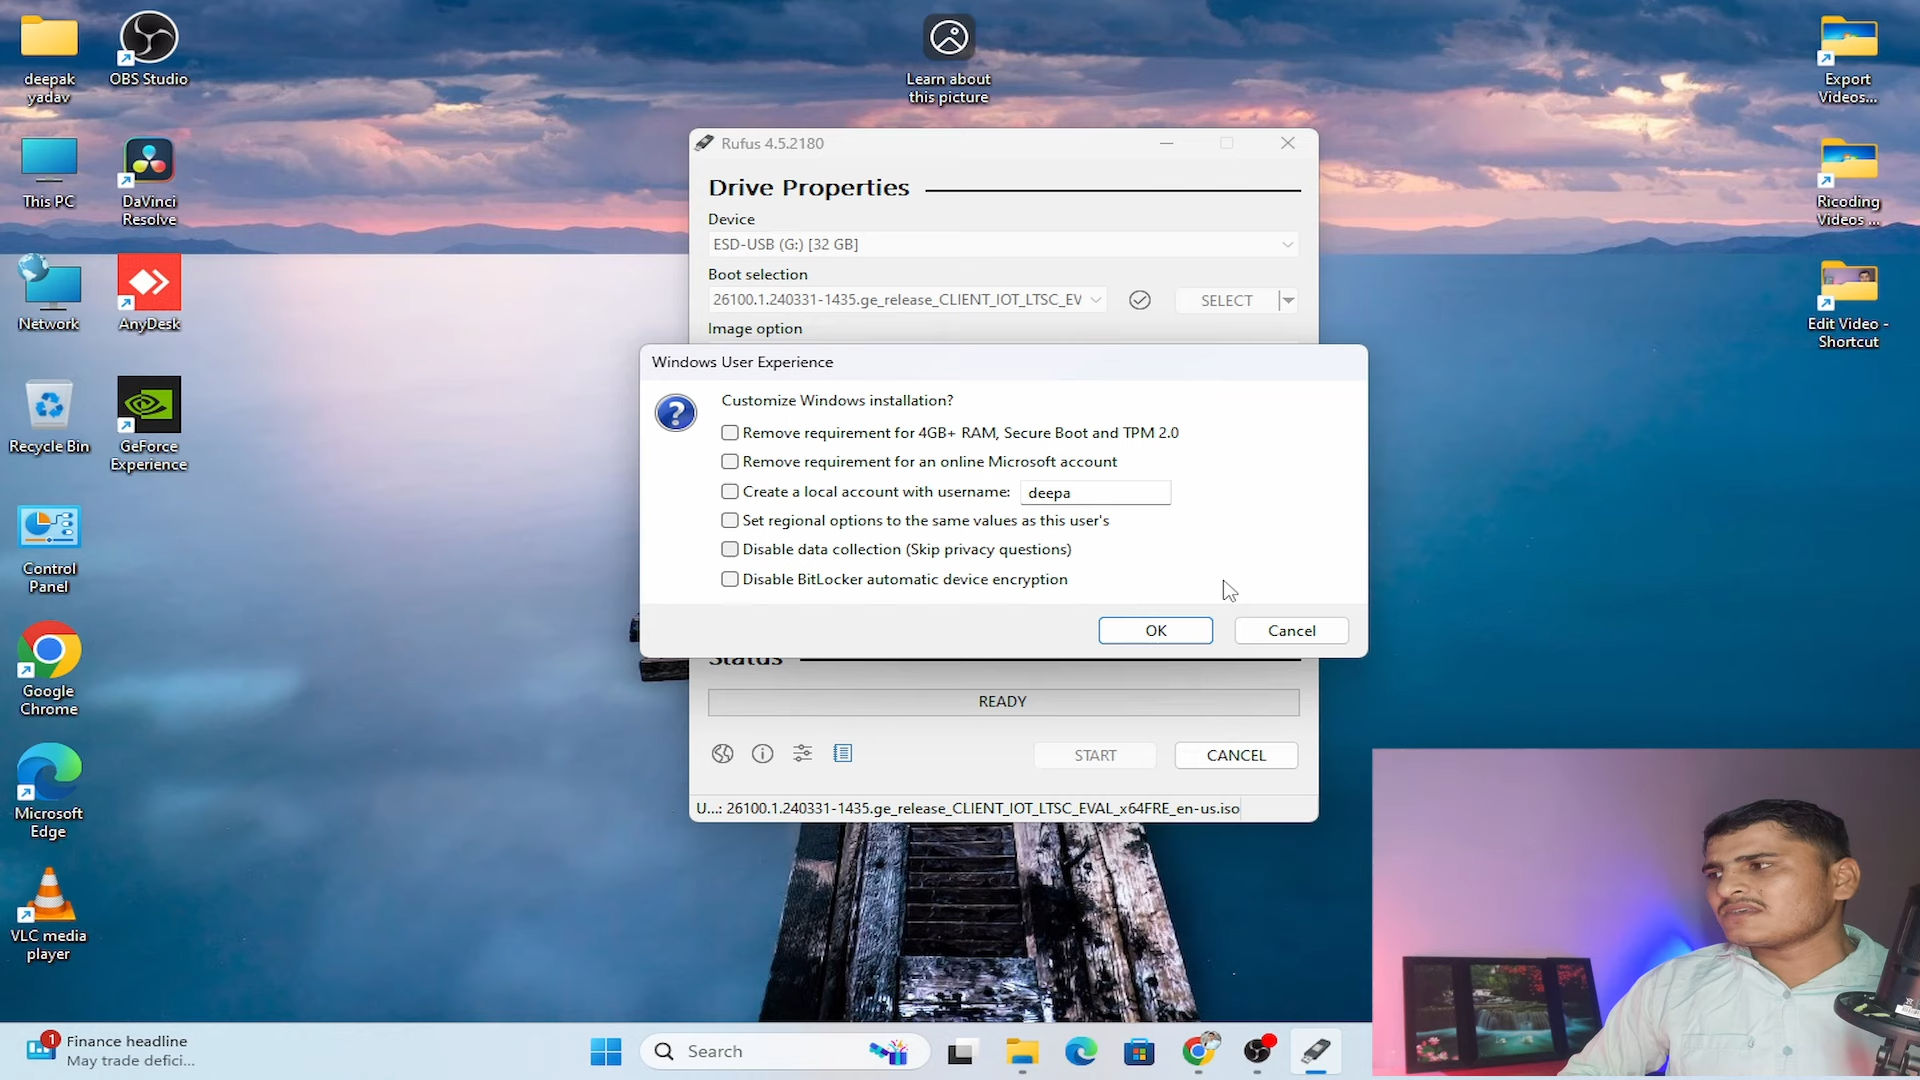 deepak
yadav
OBS Studio
Learn about
this picture
Export
Videos...
This PC
DaVinci
Resolve
Ricoding
Videos ...
Network
AnyDesk
Edit Video -
Shortcut
Recycle Bin
GeForce
Experience
Control
Panel
Google
Chrome
Microsoft
Edge
VLC media
player
Rufus 4.5.2180
Drive Properties
Device
ESD-USB (G:) [32 GB]
Boot selection
26100.1.240331-1435.ge_release_CLIENT_IOT_LTSC_EV
SELECT
Image option
Windows User Experience
Customize Windows installation?
Remove requirement for 4GB+ RAM, Secure Boot and TPM 2.0
Remove requirement for an online Microsoft account
Create a local account with username: deepa
Set regional options to the same values as this user's
Disable data collection (Skip privacy questions)
Disable BitLocker automatic device encryption
OK
Cancel
Status
READY
START
CANCEL
U...: 26100.1.240331-1435.ge_release_CLIENT_IOT_LTSC_EVAL_x64FRE_en-us.iso
1
Finance headline
May trade defici...
Search